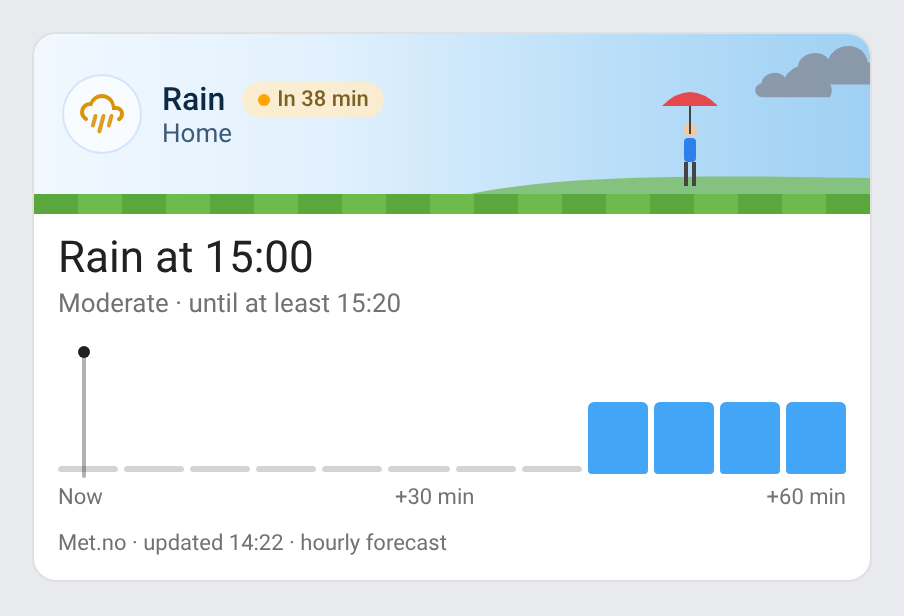 Rain
In 38 min
Home
Rain at 15:00
Moderate · until at least 15:20
Now
+30 min
+60 min
Met.no · updated 14:22 · hourly forecast